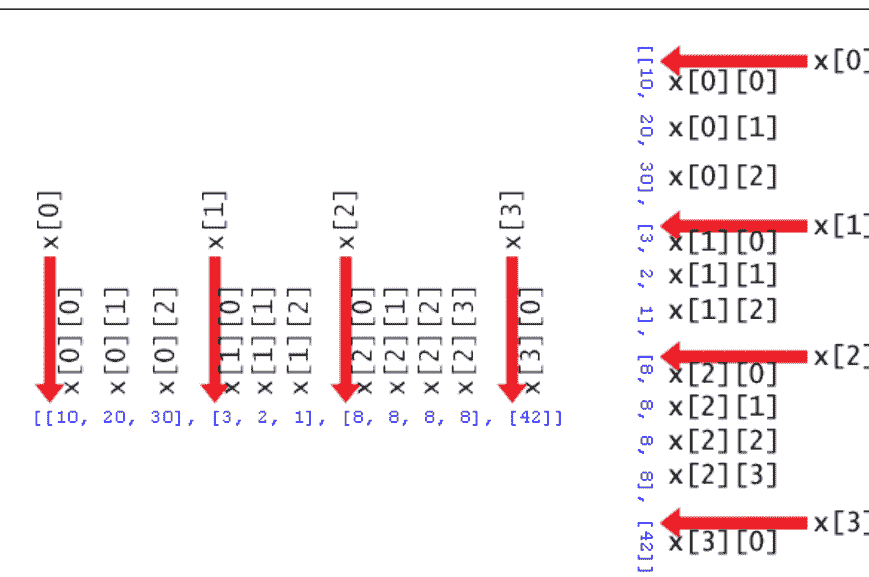 x[0]
x[1]
x[2]
x[3]
x[0][0]
x[0][1]
x[0][2]
x[1][0]
x[1][1]
x[1][2]
x[2][0]
x[2][1]
x[2][2]
x[2][3]
x[3][0]
[[10, 20, 30], [3, 2, 1], [8, 8, 8, 8], [42]]
[[10, 20, 30], [3, 2, 1], [8, 8, 8, 8], [42]]
x[0]
x[0][0]
x[0][1]
x[0][2]
x[1]
x[1][0]
x[1][1]
x[1][2]
x[2]
x[2][0]
x[2][1]
x[2][2]
x[2][3]
x[3]
x[3][0]